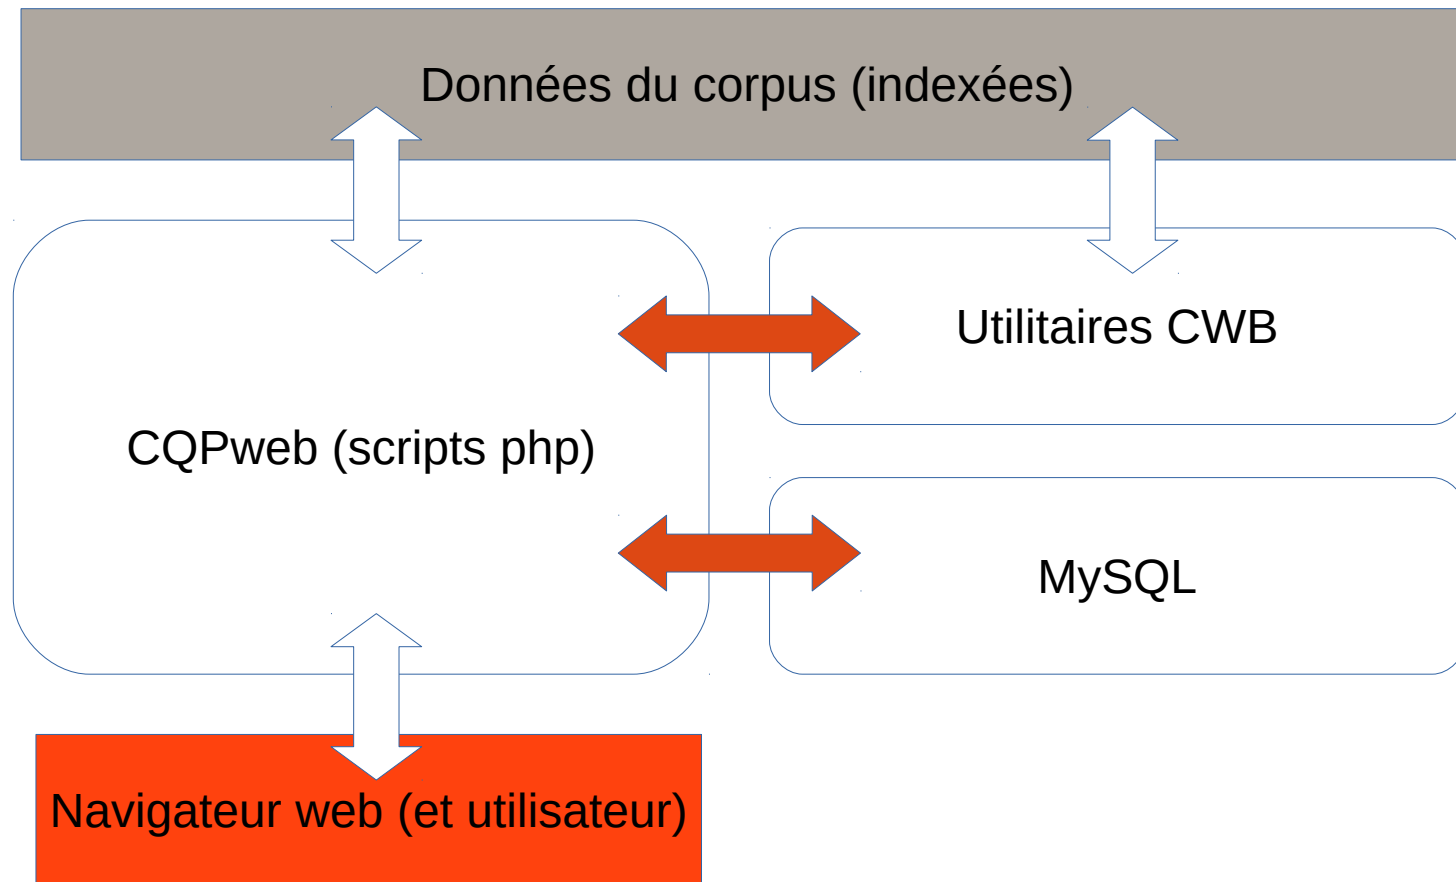 Données du corpus (indexées)
Utilitaires CWB
CQPweb (scripts php)
MySQL
Navigateur web (et utilisateur)